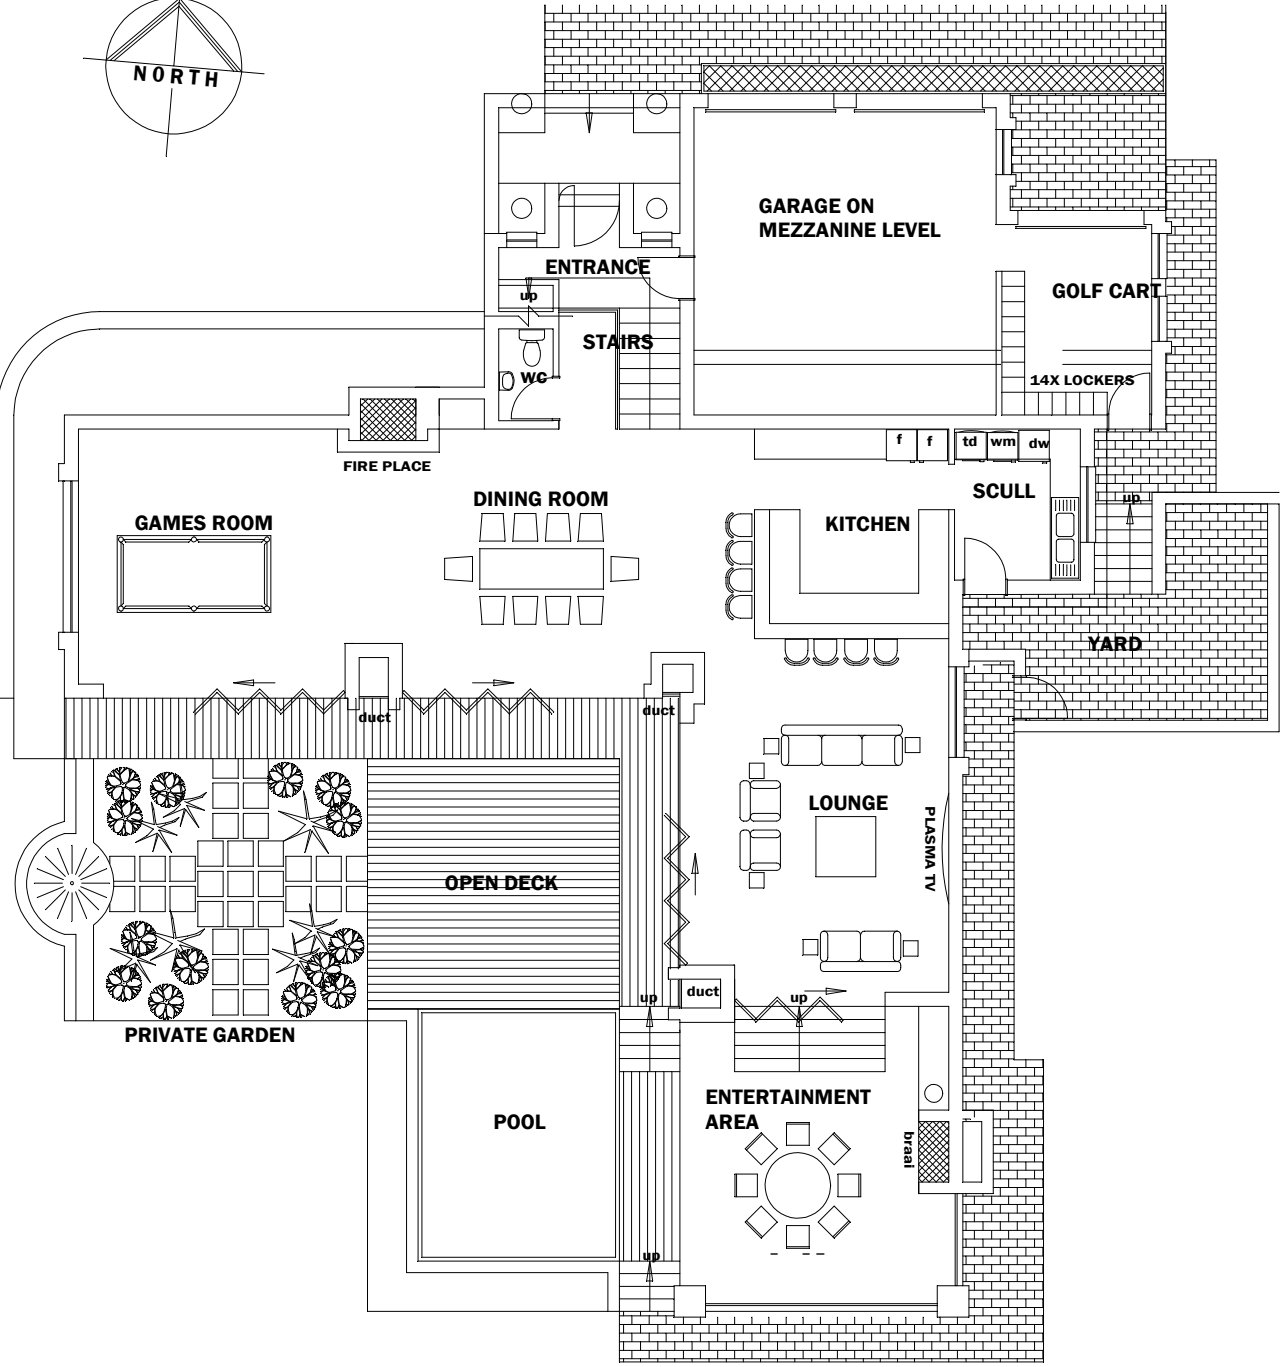 NORTH
GARAGE ON
MEZZANINE LEVEL
ENTRANCE
up
GOLF CART
STAIRS
wc
14X LOCKERS
f
f
td
wm
dw
FIRE PLACE
SCULL
up
DINING ROOM
GAMES ROOM
KITCHEN
YARD
duct
duct
LOUNGE
PLASMA TV
OPEN DECK
duct
up
up
PRIVATE GARDEN
ENTERTAINMENT
AREA
POOL
braai
up